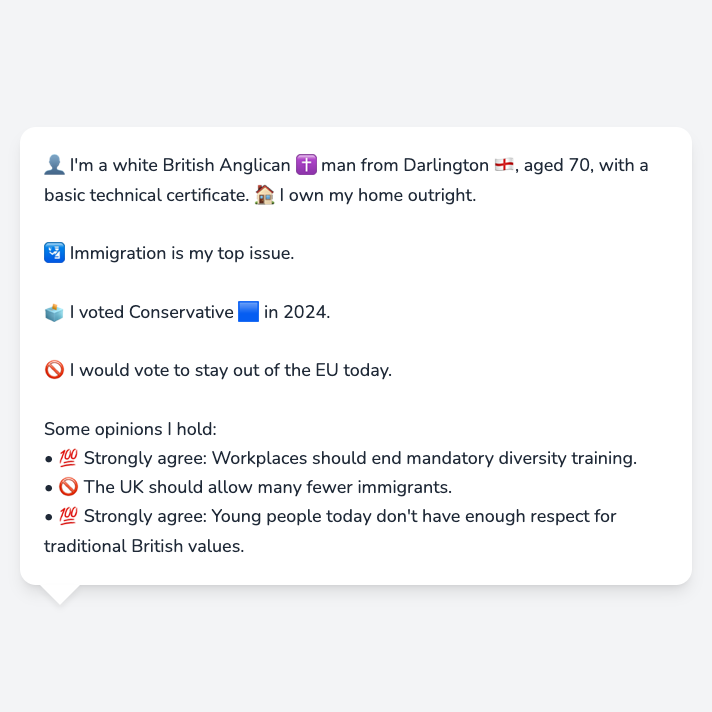 👤 I'm a white British Anglican ✝️ man from Darlington 🏴󠁧󠁢󠁥󠁮󠁧󠁿, aged 70, with a
basic technical certificate. 🏠 I own my home outright.
🛂 Immigration is my top issue.
🗳️ I voted Conservative 🟦 in 2024.
🚫 I would vote to stay out of the EU today.
Some opinions I hold:
• 💯 Strongly agree: Workplaces should end mandatory diversity training.
• 🚫 The UK should allow many fewer immigrants.
• 💯 Strongly agree: Young people today don't have enough respect for
traditional British values.